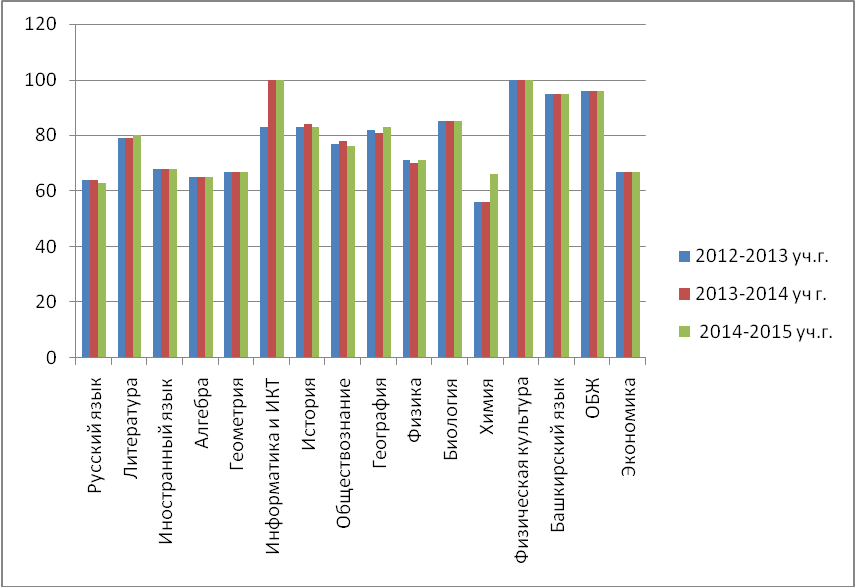 120
100
80
60
40
20
0
Русский язык
Литература
Иностранный язык
Алгебра
Геометрия
Информатика и ИКТ
История
Обществознание
География
Физика
Биология
Химия
Физическая культура
Башкирский язык
ОБЖ
Экономика
2012-2013 уч.г.
2013-2014 уч г.
2014-2015 уч.г.